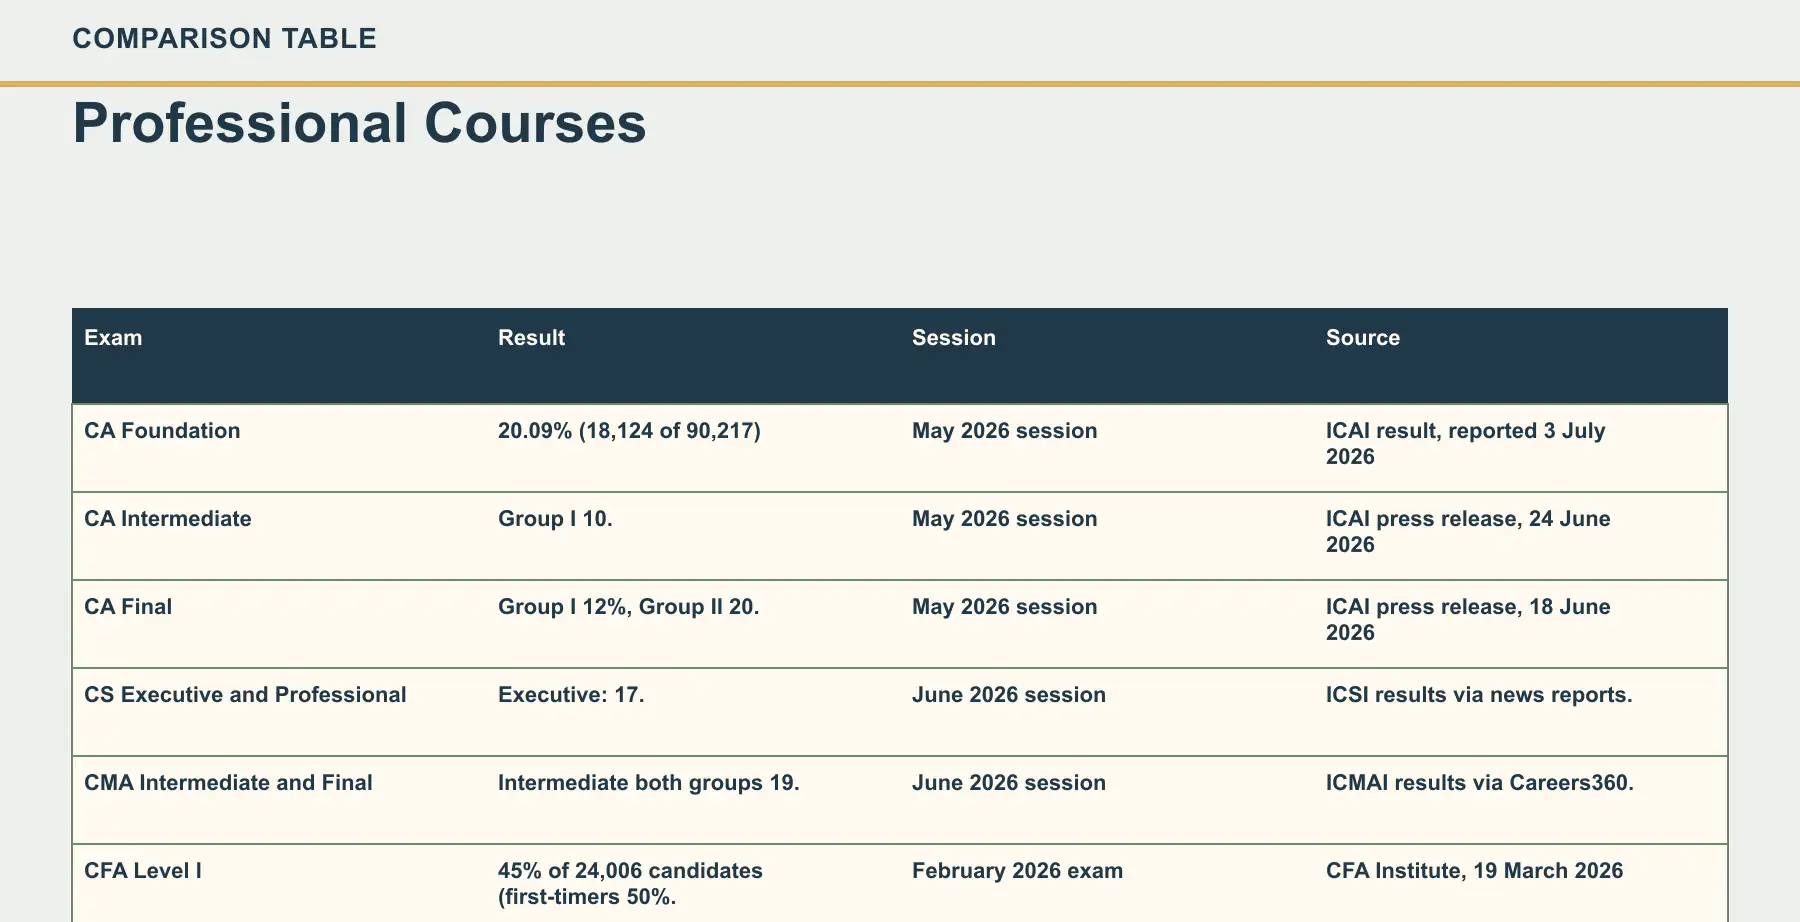 COMPARISON TABLE
Professional Courses
Exam Result Session Source
CA Foundation 20.09% (18,124 of 90,217) May 2026 session ICAI result, reported 3 July
2026
CA Intermediate Group I 10. May 2026 session ICAI press release, 24 June
2026
CA Final Group I 12%, Group II 20. May 2026 session ICAI press release, 18 June
2026
CS Executive and Professional Executive: 17. June 2026 session ICSI results via news reports.
CMA Intermediate and Final Intermediate both groups 19. June 2026 session ICMAI results via Careers360.
CFA Level I 45% of 24,006 candidates February 2026 exam CFA Institute, 19 March 2026
(first-timers 50%.